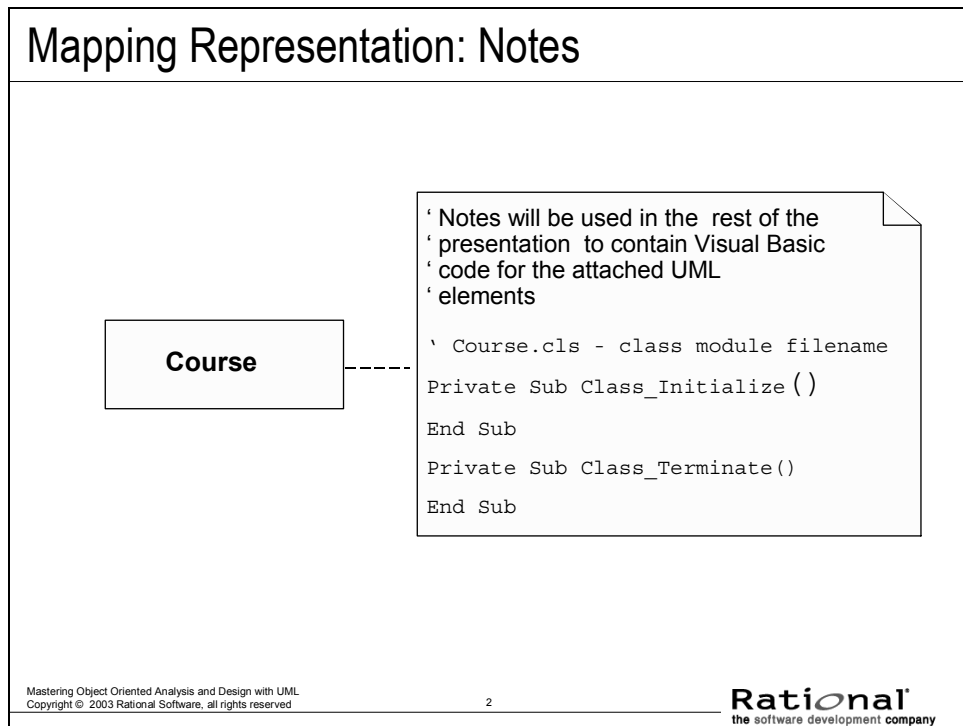 Mapping Representation: Notes
‘ Notes will be used in the rest of the
‘ presentation to contain Visual Basic
‘ code for the attached UML
‘ elements
‘ Course.cls - class module filename
Private Sub Class_Initialize()
End Sub
Private Sub Class_Terminate()
End Sub
Course
Mastering Object Oriented Analysis and Design with UML
Copyright © 2003 Rational Software, all rights reserved
2
Rational
the software development company